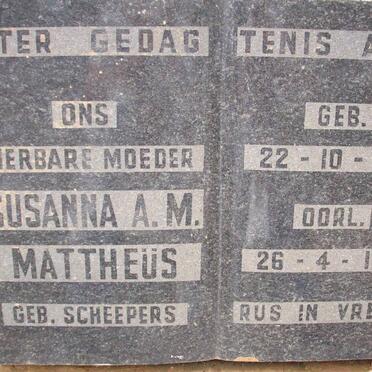 TER GEDAG TENIS A
ONS
IERBARE MOEDER
SUSANNA A. M.
MATTHEÜS
GEB. SCHEEPERS
GEB.
22 - 10 -
OORL.
26 - 4 - 1
RUS IN VRE